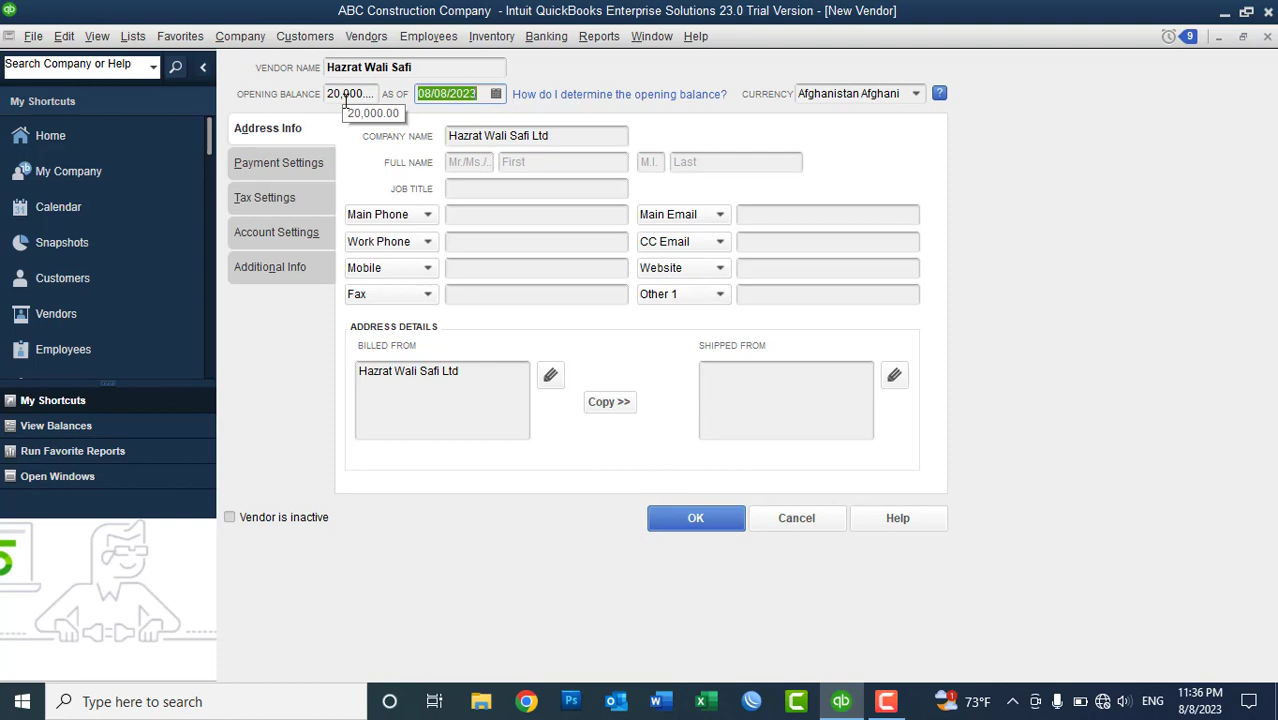 ABC Construction Company - Intuit QuickBooks Enterprise Solutions 23.0 Trial Version - [New Vendor]
File Edit View Lists Favorites Company Customers Vendors Employees Inventory Banking Reports Window Help 9
Search Company or Help
VENDOR NAME Hazrat Wali Safi
OPENING BALANCE 20,000.... AS OF 08/08/2023 How do I determine the opening balance? CURRENCY Afghanistan Afghani ?
20,000.00
My Shortcuts
Home
My Company
Calendar
Snapshots
Customers
Vendors
Employees
My Shortcuts
View Balances
Run Favorite Reports
Open Windows
Address Info
Payment Settings
Tax Settings
Account Settings
Additional Info
COMPANY NAME Hazrat Wali Safi Ltd
FULL NAME Mr./Ms./.. First M.I. Last
JOB TITLE
Main Phone Main Email
Work Phone CC Email
Mobile Website
Fax Other 1
ADDRESS DETAILS
BILLED FROM SHIPPED FROM
Hazrat Wali Safi Ltd
Copy >>
Vendor is inactive
OK Cancel Help
Type here to search
73°F ENG 11:36 PM
8/8/2023